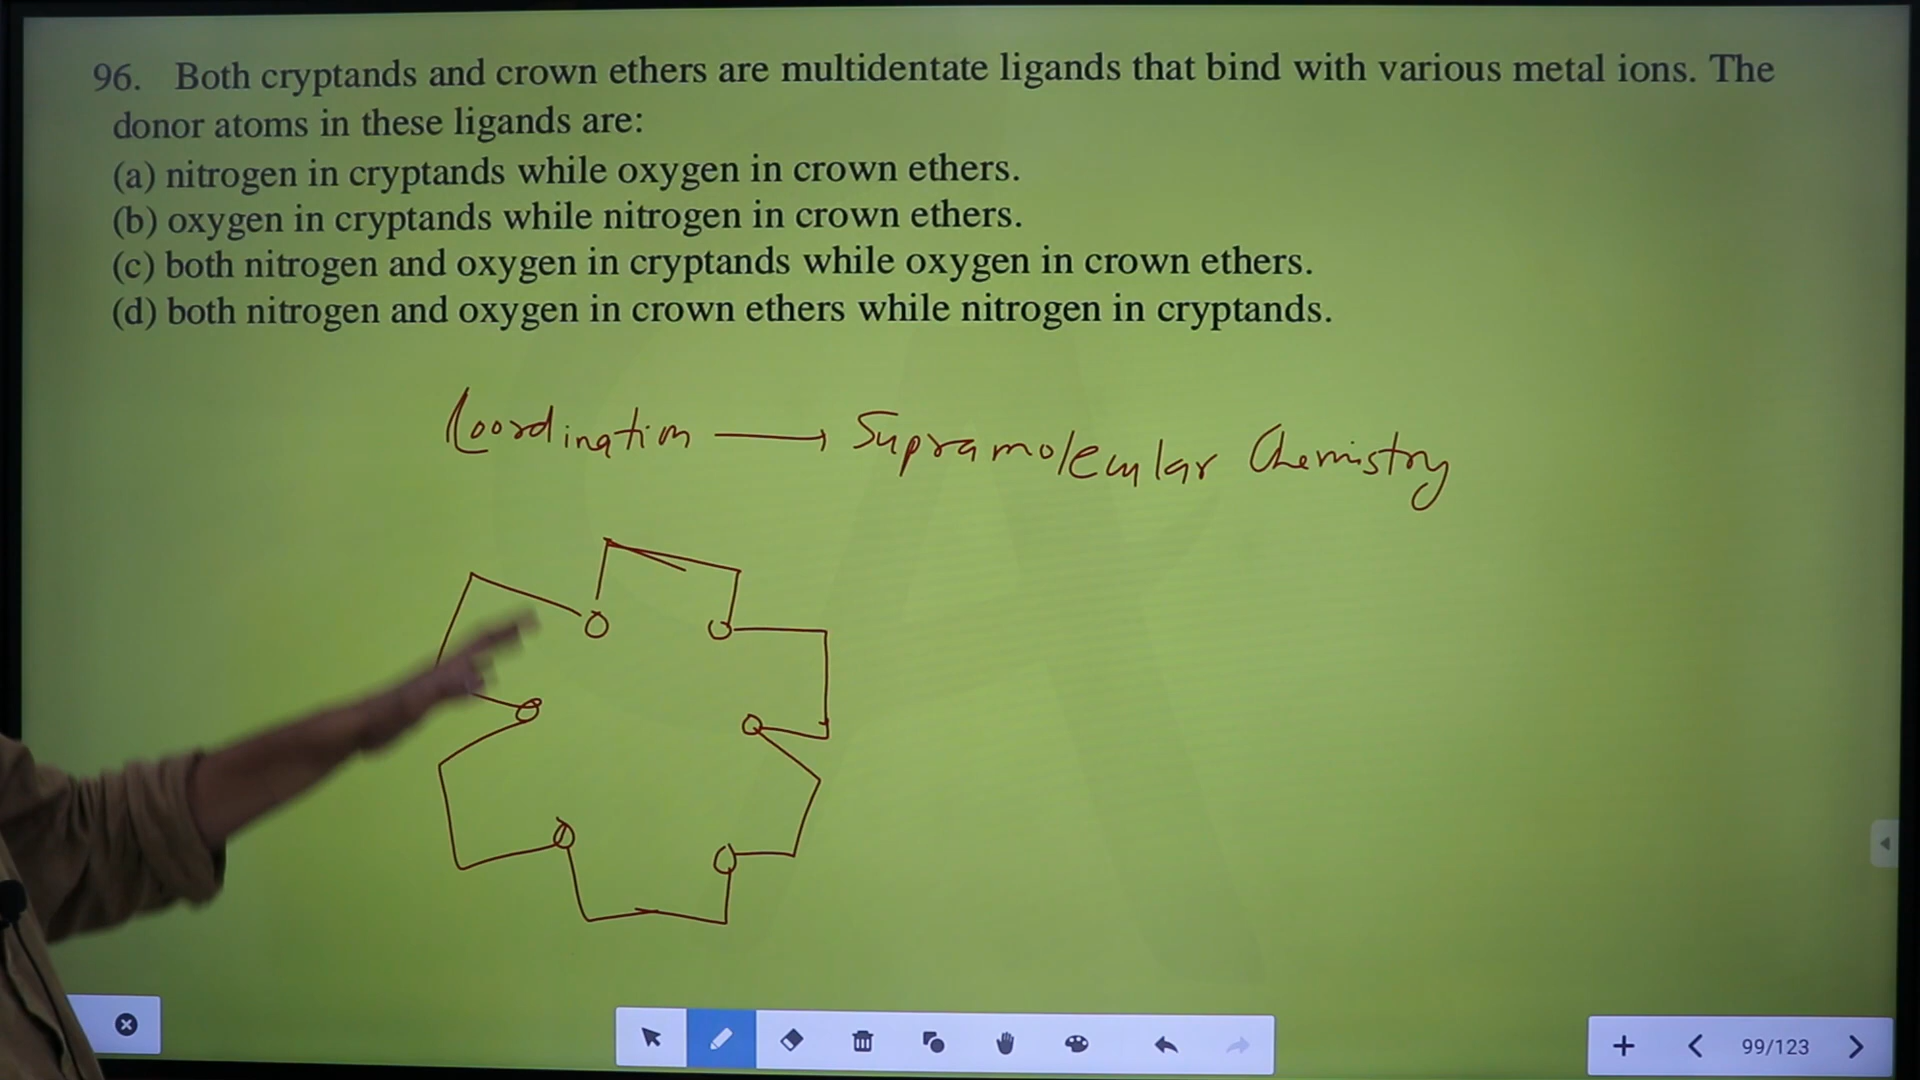 96. Both cryptands and crown ethers are multidentate ligands that bind with various metal ions. The
donor atoms in these ligands are:
(a) nitrogen in cryptands while oxygen in crown ethers.
(b) oxygen in cryptands while nitrogen in crown ethers.
(c) both nitrogen and oxygen in cryptands while oxygen in crown ethers.
(d) both nitrogen and oxygen in crown ethers while nitrogen in cryptands.
Coordination → Supramolecular Chemistry
O O
O O
O O
99/123